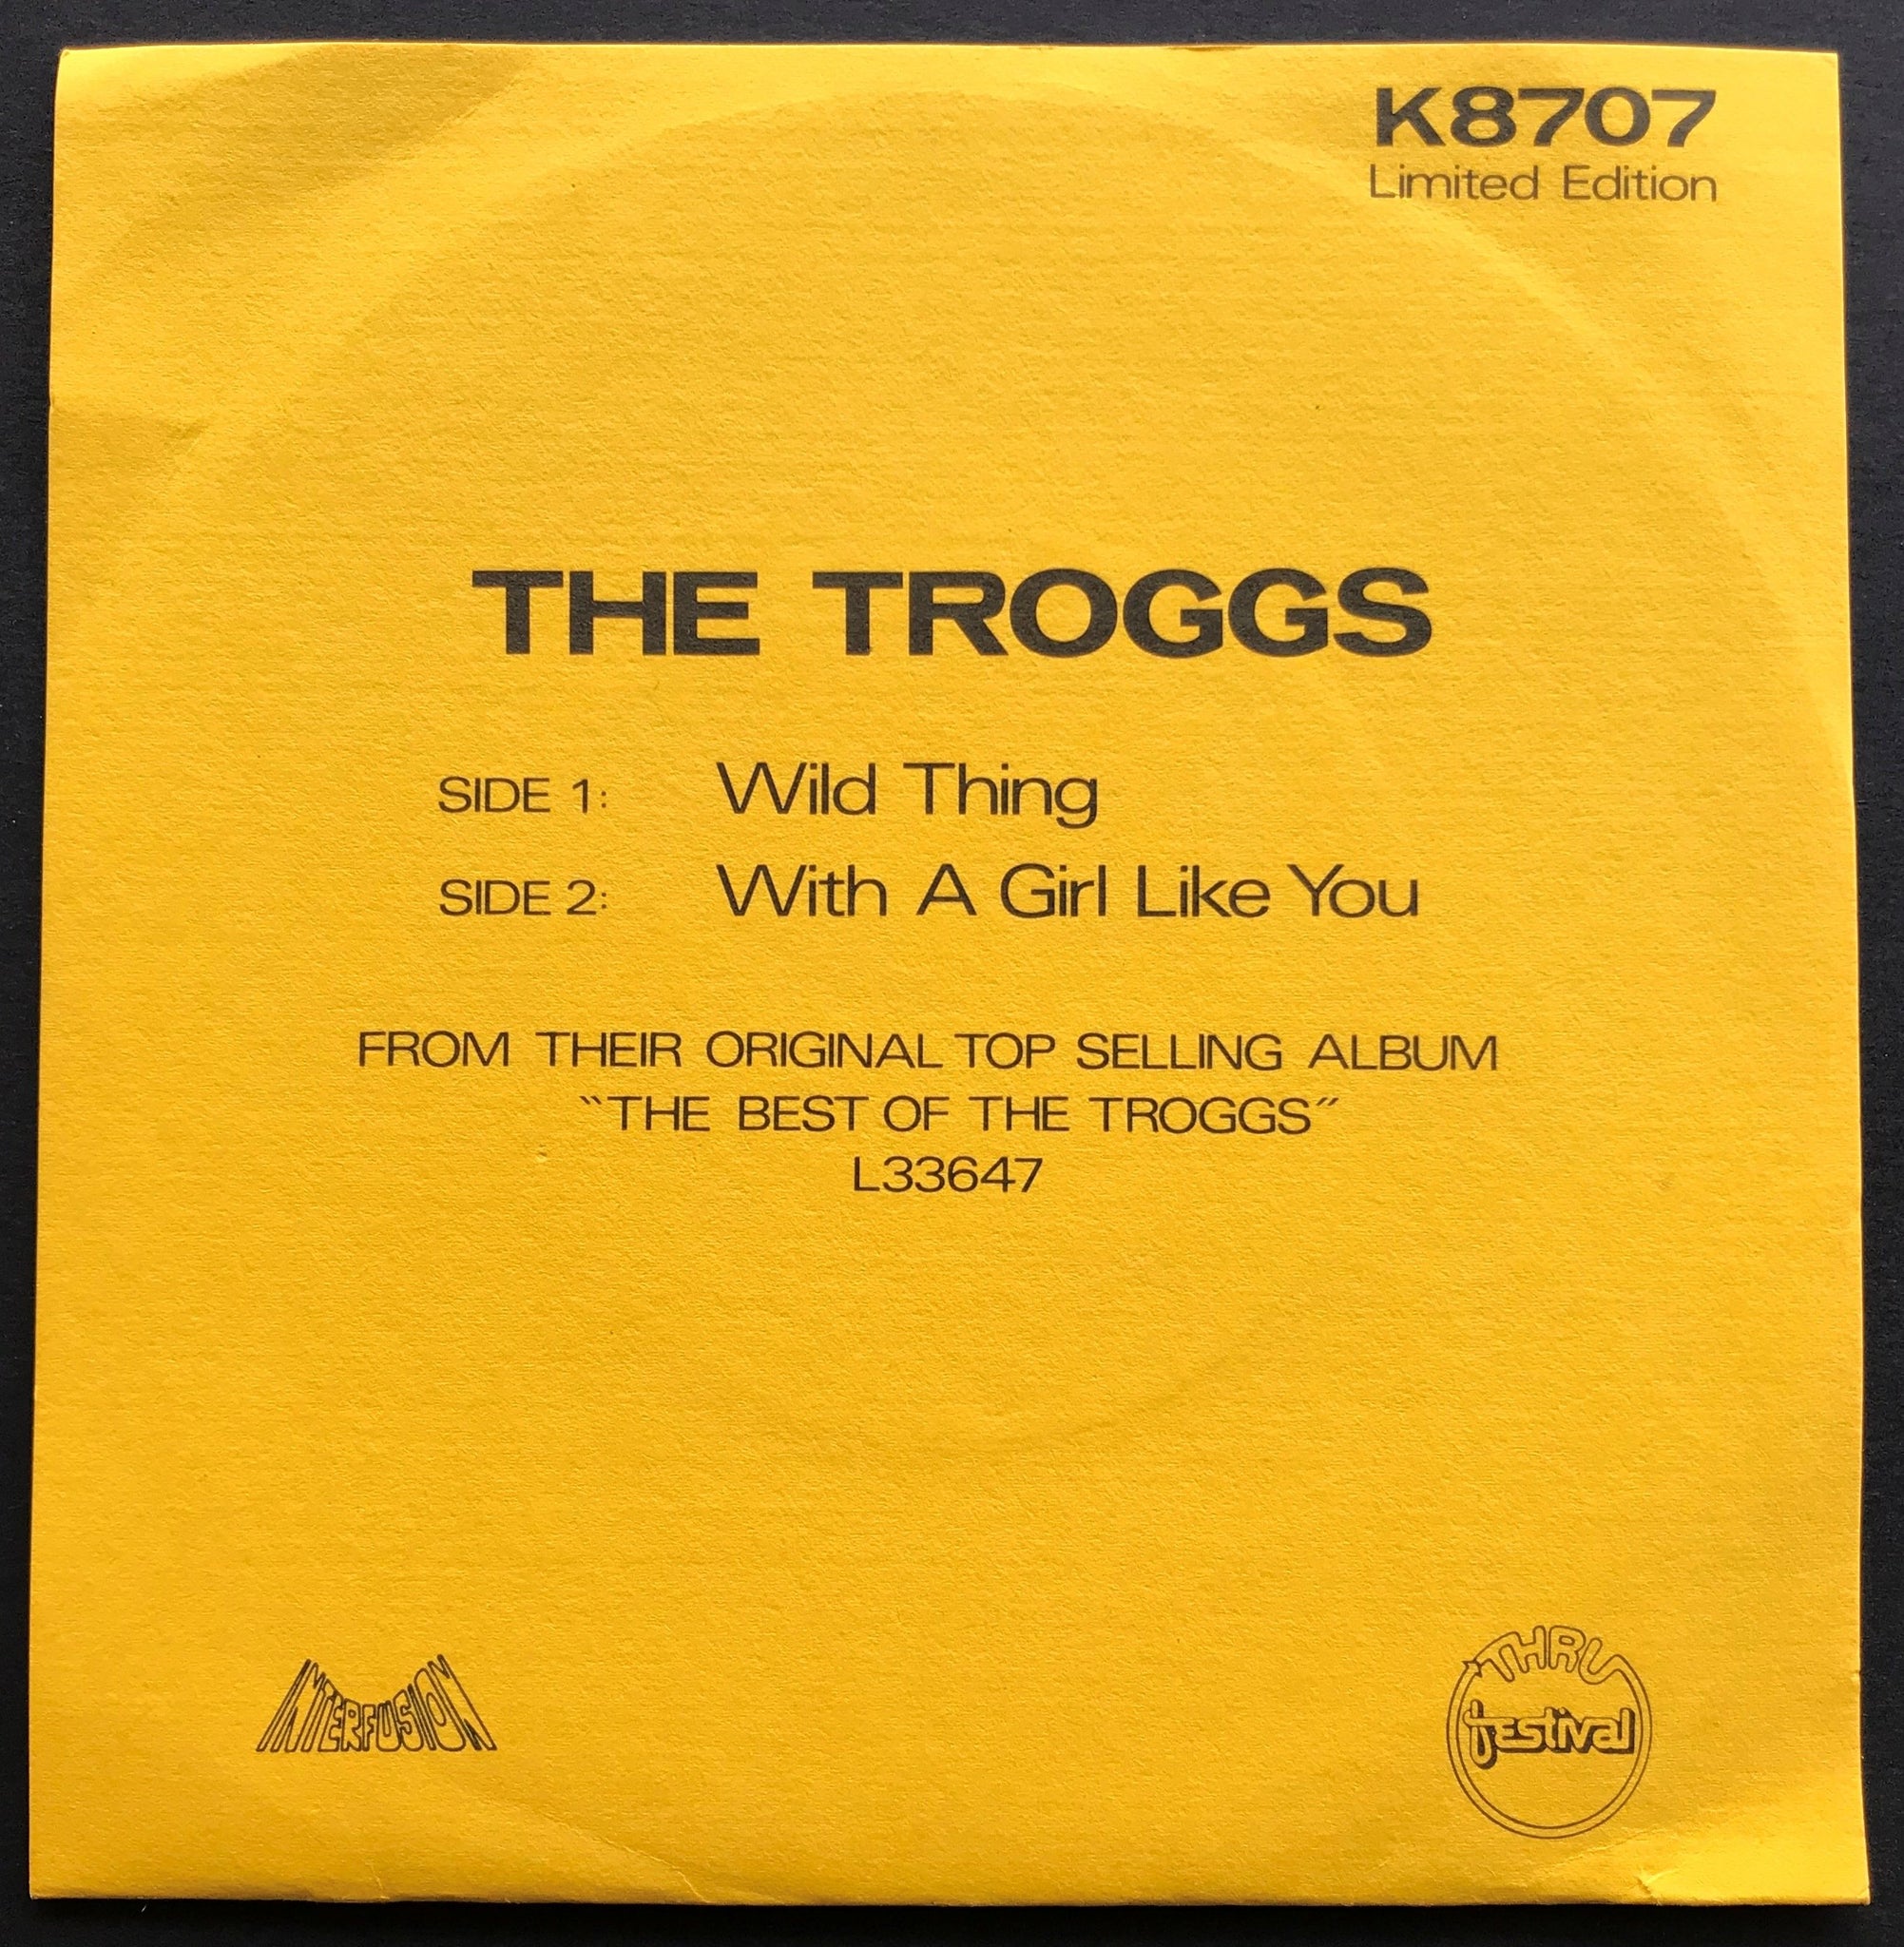 K8707
Limited Edition
THE TROGGS
SIDE 1: Wild Thing
SIDE 2: With A Girl Like You
FROM THEIR ORIGINAL TOP SELLING ALBUM
“THE BEST OF THE TROGGS”
L33647
INTERFUSION
THRU
festival